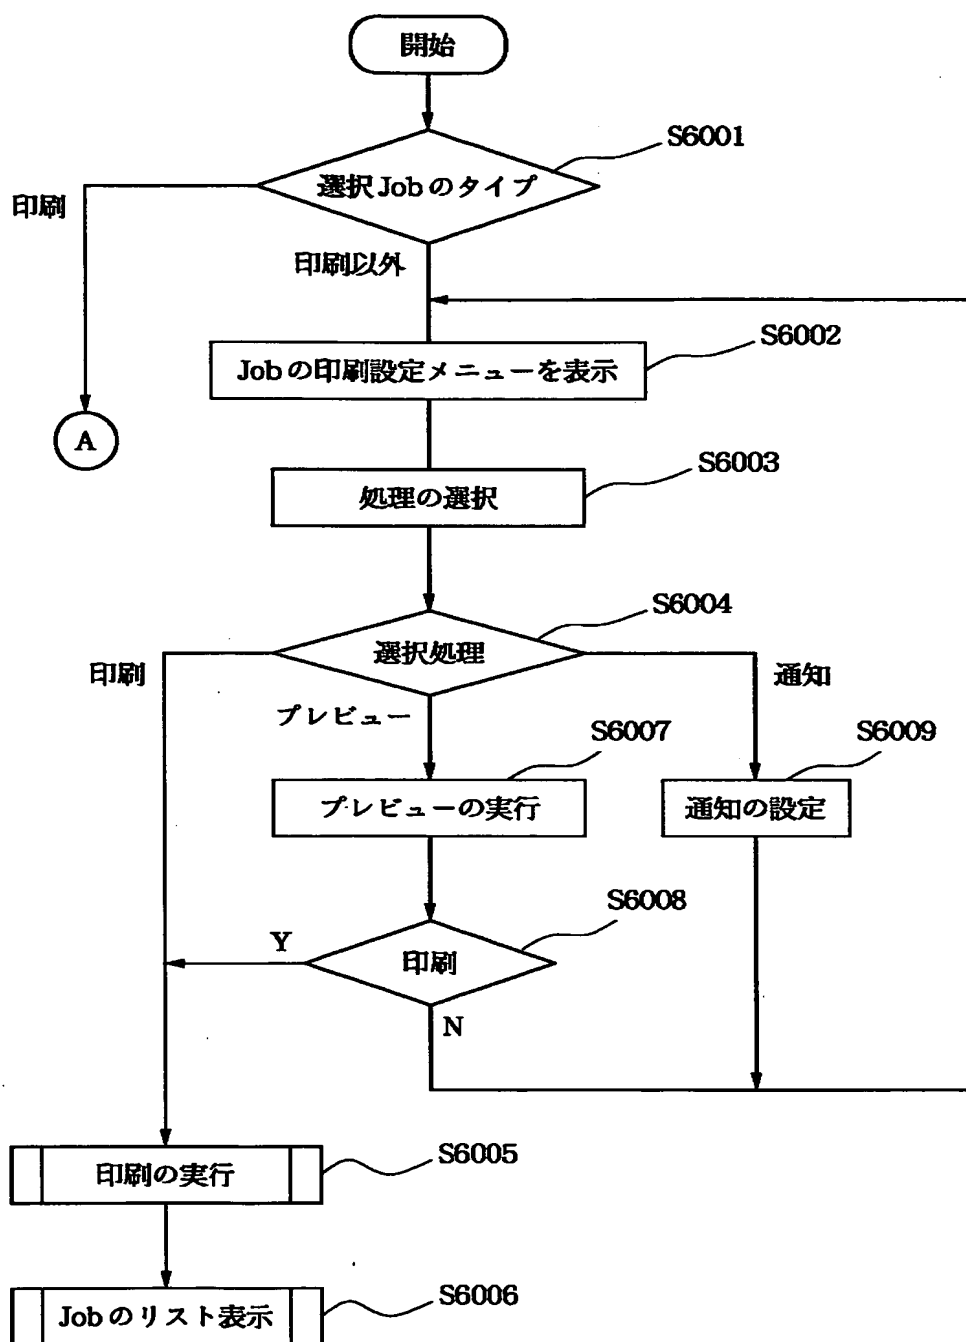 開始
S6001
選択Jobのタイプ
印刷
印刷以外
S6002
Jobの印刷設定メニューを表示
A
S6003
処理の選択
S6004
選択処理
印刷
通知
プレビュー
S6007
S6009
プレビューの実行
通知の設定
S6008
Y
印刷
N
S6005
印刷の実行
S6006
Jobのリスト表示